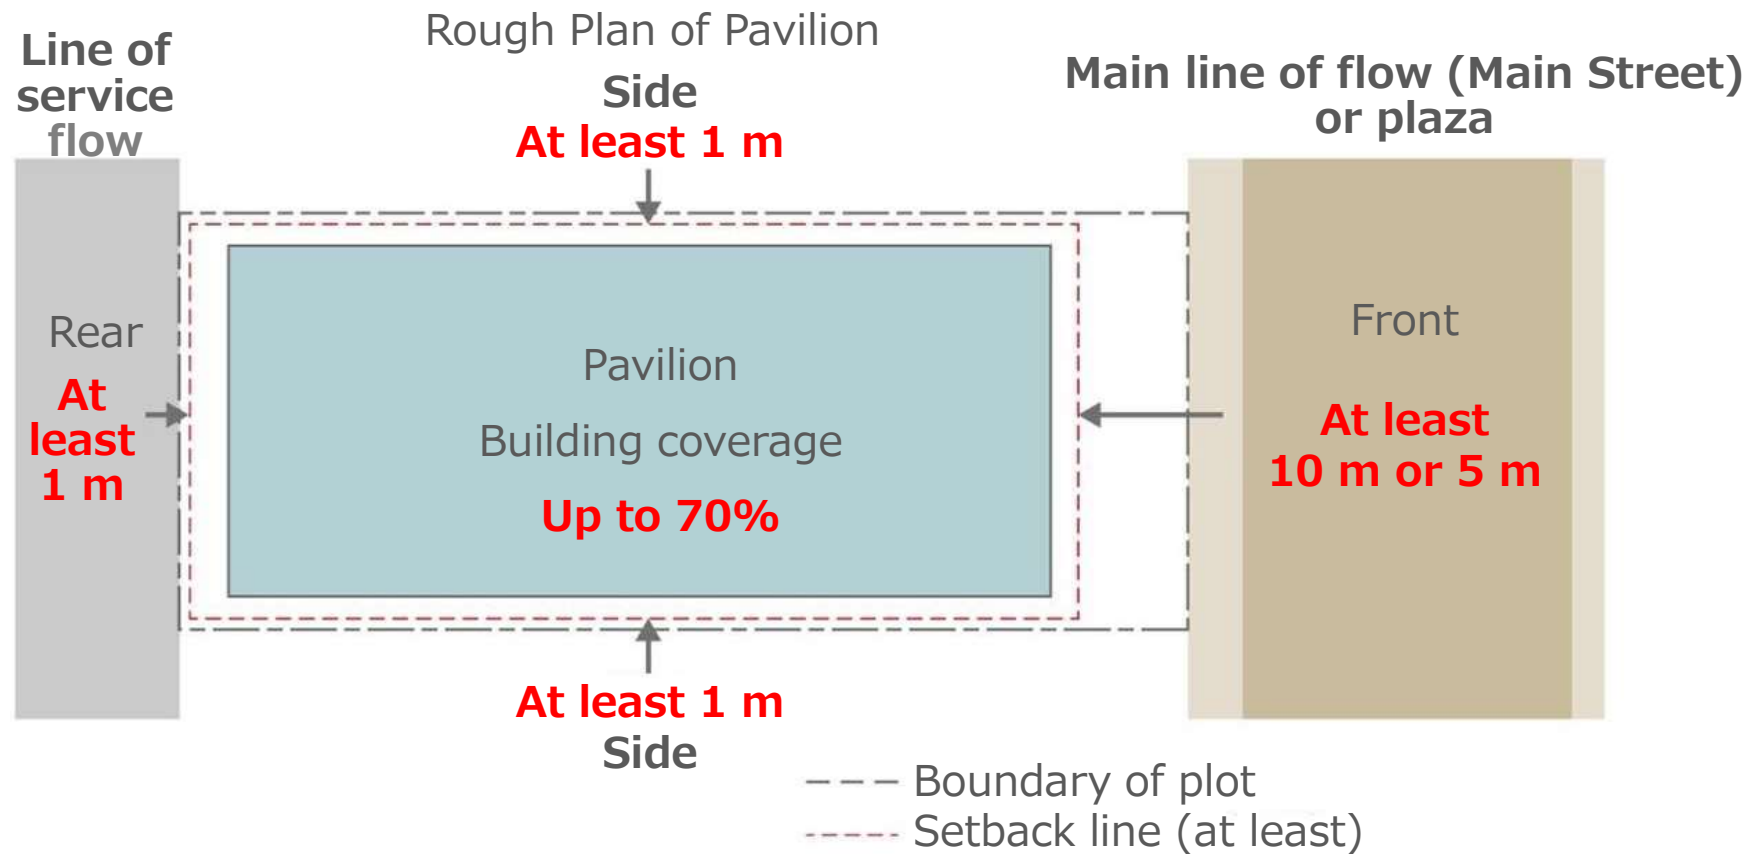 Rough Plan of Pavilion
Line of
service
flow
Side
At least 1 m
Main line of flow (Main Street)
or plaza
Rear
At
least
1 m
Pavilion
Building coverage
Up to 70%
Front
At least
10 m or 5 m
At least 1 m
Side
Boundary of plot
Setback line (at least)